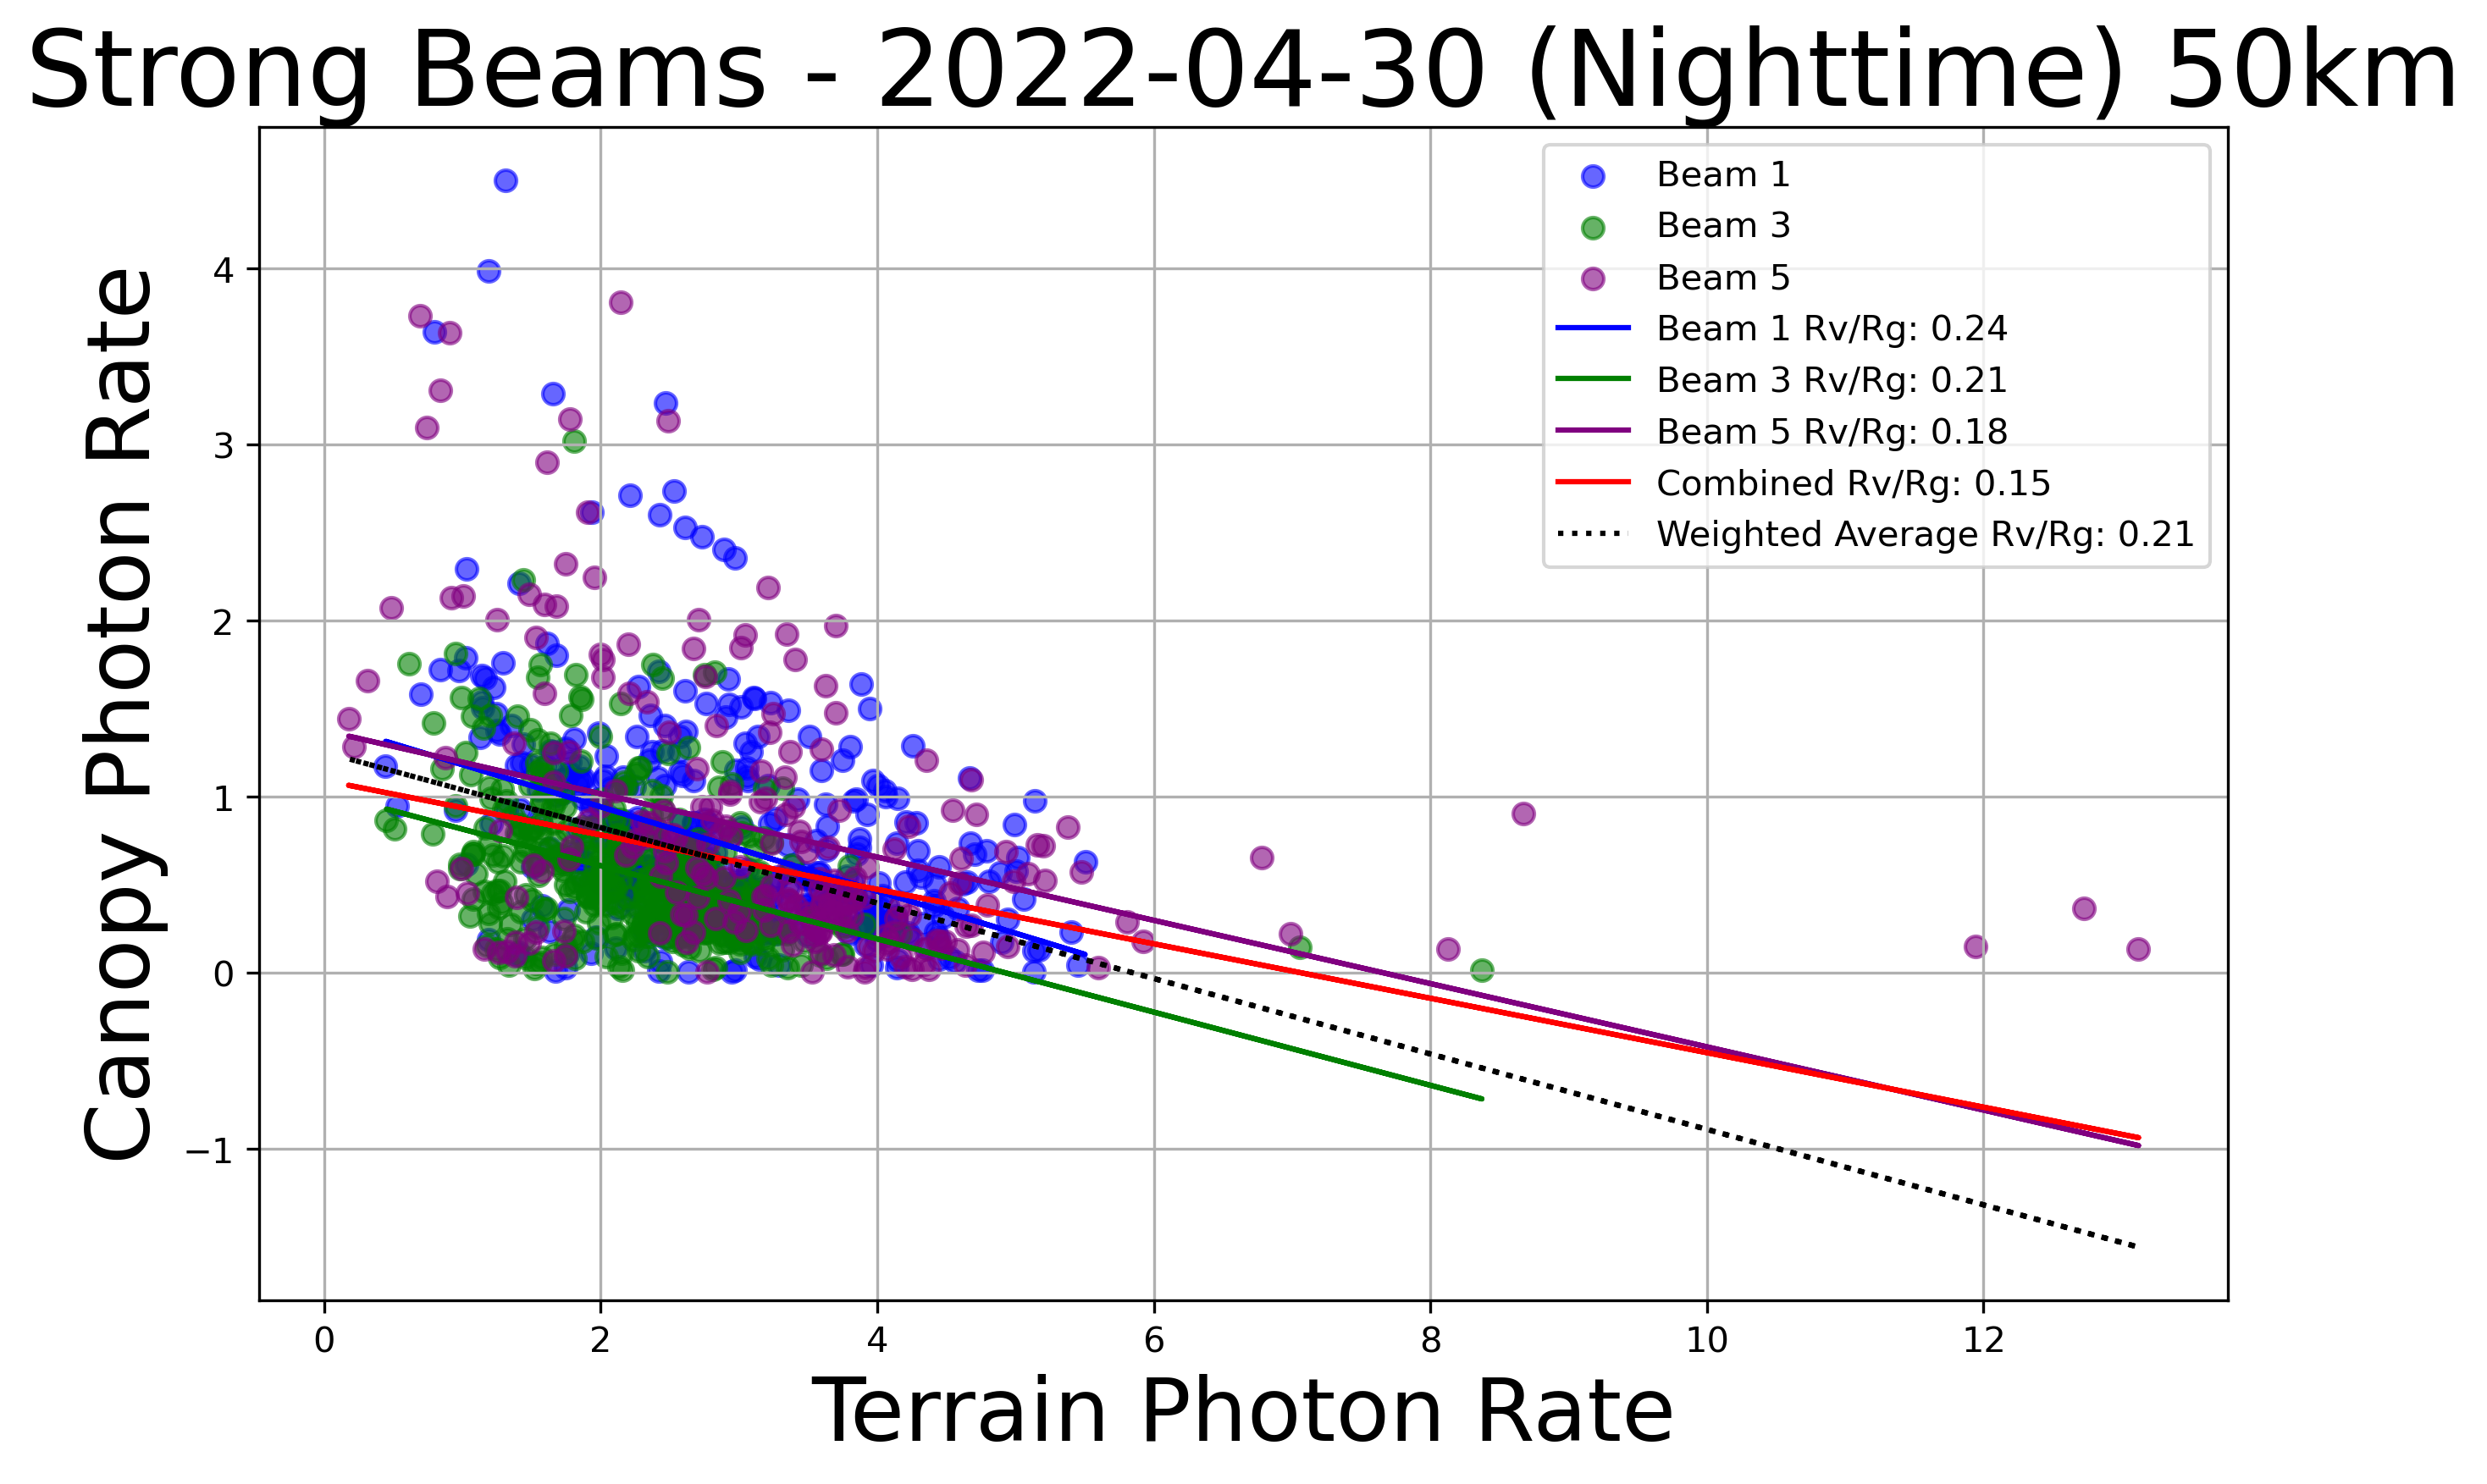 Strong Beams - 2022-04-30 (Nighttime) 50km
Canopy Photon Rate
4
3
2
1
0
−1
Beam 1
Beam 3
Beam 5
Beam 1 Rv/Rg: 0.24
Beam 3 Rv/Rg: 0.21
Beam 5 Rv/Rg: 0.18
Combined Rv/Rg: 0.15
Weighted Average Rv/Rg: 0.21
0 2 4 6 8 10 12
Terrain Photon Rate